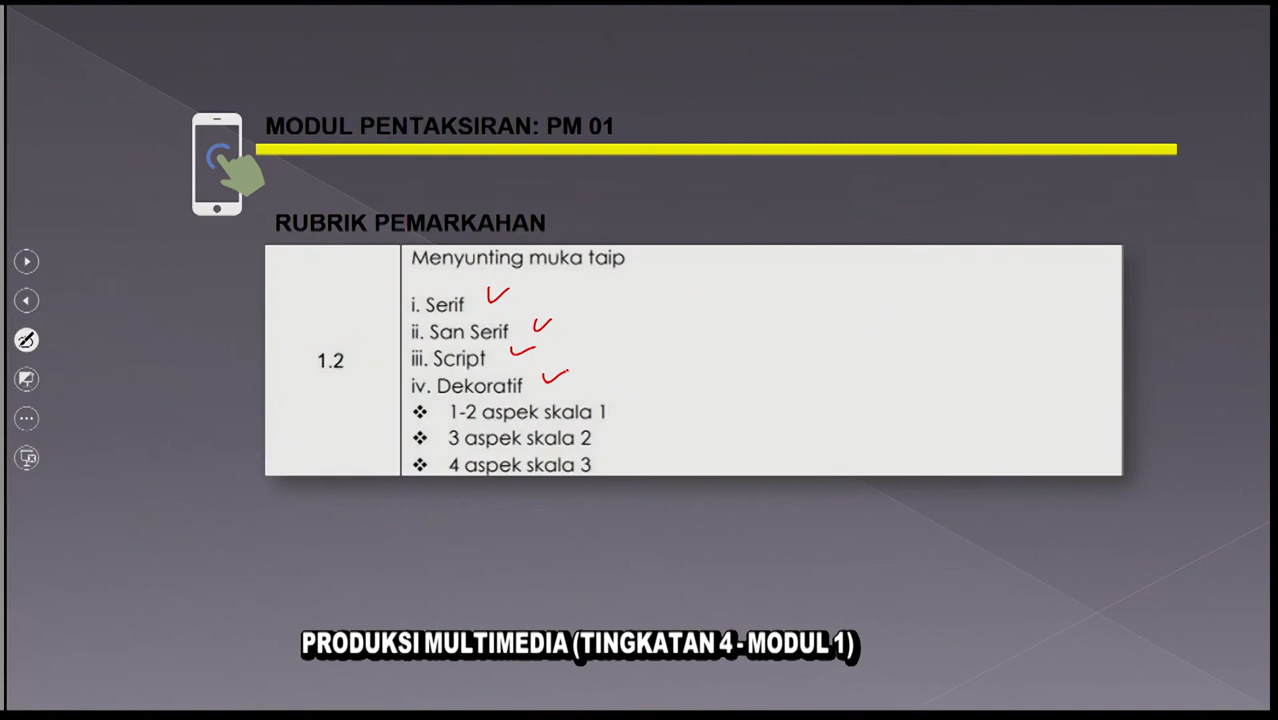 MODUL PENTAKSIRAN: PM 01
RUBRIK PEMARKAHAN
1.2
Menyunting muka taip
i. Serif
ii. San Serif
iii. Script
iv. Dekoratif
❖ 1-2 aspek skala 1
❖ 3 aspek skala 2
❖ 4 aspek skala 3
PRODUKSI MULTIMEDIA (TINGKATAN 4 - MODUL 1)